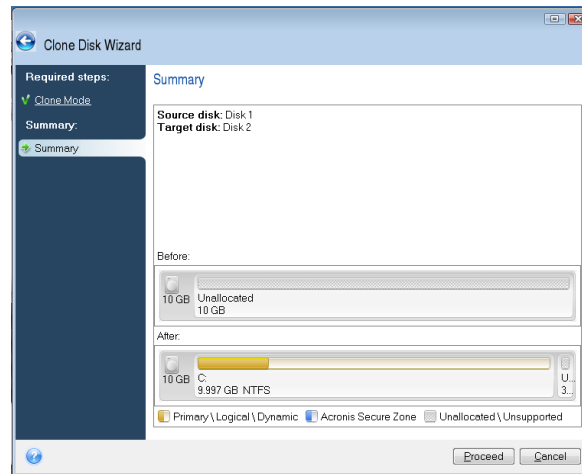 Clone Disk Wizard
Required steps:
Clone Mode
Summary:
Summary
Summary
Source disk: Disk 1
Target disk: Disk 2
Before:
10 GB
Unallocated
10 GB
After:
10 GB
C:
9.997 GB NTFS
U...
3...
Primary \ Logical \ Dynamic
Acronis Secure Zone
Unallocated \ Unsupported
?
Proceed
Cancel